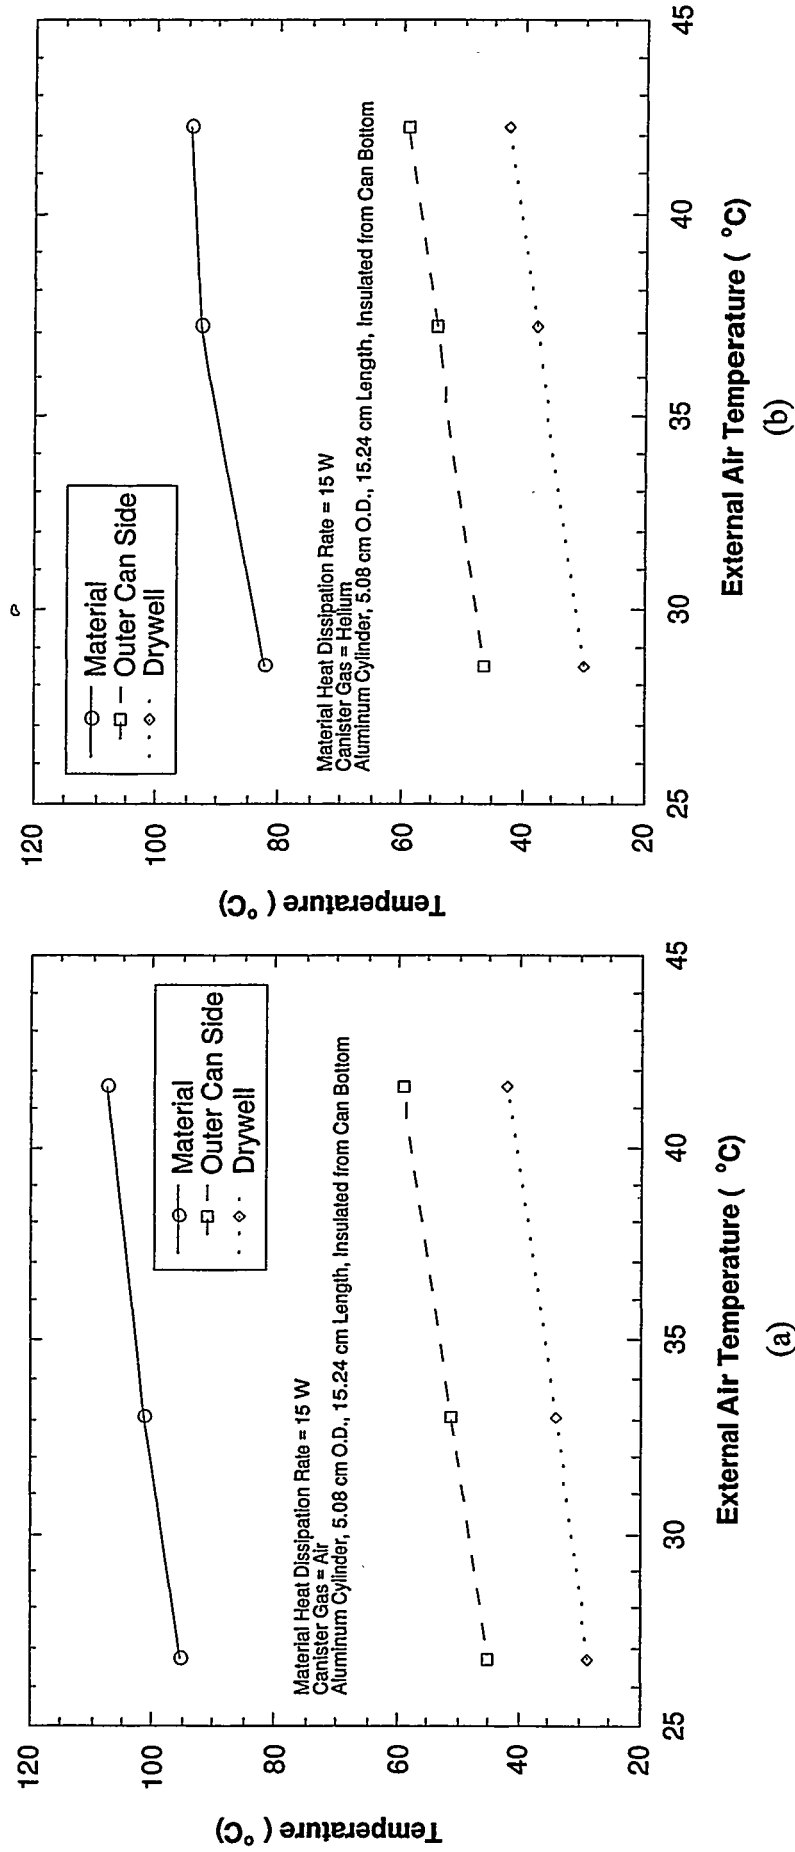 120
100
80
60
40
20
Temperature ( °C)
Material
Outer Can Side
Drywell
Material Heat Dissipation Rate = 15 W
Canister Gas = Air
Aluminum Cylinder, 5.08 cm O.D., 15.24 cm Length, Insulated from Can Bottom
25
30
35
40
45
External Air Temperature ( °C)
(a)
120
100
80
60
40
20
Temperature ( °C)
Material
Outer Can Side
Drywell
Material Heat Dissipation Rate = 15 W
Canister Gas = Helium
Aluminum Cylinder, 5.08 cm O.D., 15.24 cm Length, Insulated from Can Bottom
25
30
35
40
45
External Air Temperature ( °C)
(b)